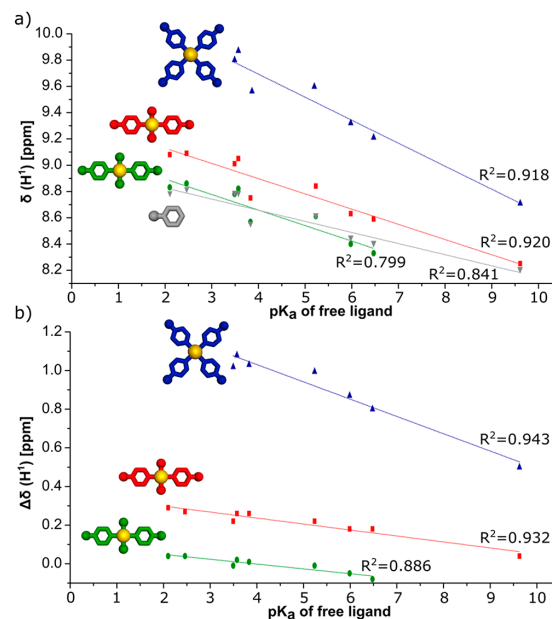 a)
δ (H¹) [ppm]
10.0
9.8
9.6
9.4
9.2
9.0
8.8
8.6
8.4
8.2
R²=0.918
R²=0.920
R²=0.799
R²=0.841
0 1 2 3 4 5 6 7 8 9 10
pKₐ of free ligand
b)
Δδ (H¹) [ppm]
1.2
1.0
0.8
0.6
0.4
0.2
0.0
R²=0.943
R²=0.932
R²=0.886
0 1 2 3 4 5 6 7 8 9 10
pKₐ of free ligand